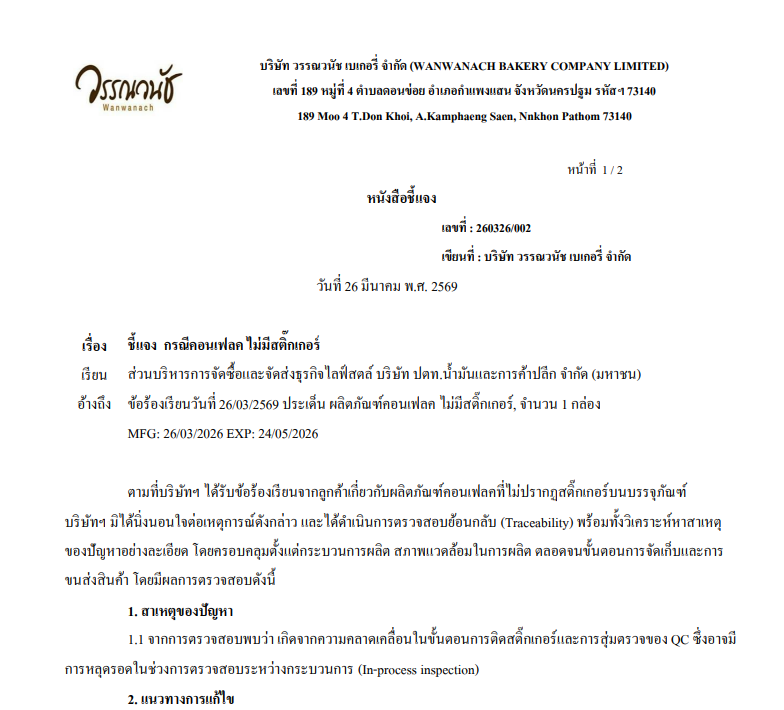 วรรณวนัช
Wanwanach
บริษัท วรรณวนัช เบเกอรี่ จำกัด (WANWANACH BAKERY COMPANY LIMITED)
เลขที่ 189 หมู่ที่ 4 ตำบลดอนข่อย อำเภอกำแพงแสน จังหวัดนครปฐม รหัสฯ 73140
189 Moo 4 T.Don Khoi, A.Kamphaeng Saen, Nnkhon Pathom 73140
หน้าที่ 1 / 2
หนังสือชี้แจง
เลขที่ : 260326/002
เขียนที่ : บริษัท วรรณวนัช เบเกอรี่ จำกัด
วันที่ 26 มีนาคม พ.ศ. 2569
เรื่อง ชี้แจง กรณีคอนเฟลค ไม่มีสติ๊กเกอร์
เรียน ส่วนบริหารการจัดซื้อและจัดส่งธุรกิจไลฟ์สตล์ บริษัท ปตท.น้ำมันและการค้าปลีก จำกัด (มหาชน)
อ้างถึง ข้อร้องเรียนวันที่ 26/03/2569 ประเด็น ผลิตภัณฑ์คอนเฟลค ไม่มีสติ๊กเกอร์, จำนวน 1 กล่อง
MFG: 26/03/2026 EXP: 24/05/2026
ตามที่บริษัทฯ ได้รับข้อร้องเรียนจากลูกค้าเกี่ยวกับผลิตภัณฑ์คอนเฟลคที่ไม่ปรากฏสติ๊กเกอร์บนบรรจุภัณฑ์
บริษัทฯ มิได้นิ่งนอนใจต่อเหตุการณ์ดังกล่าว และได้ดำเนินการตรวจสอบย้อนกลับ (Traceability) พร้อมทั้งวิเคราะห์หาสาเหตุ
ของปัญหาอย่างละเอียด โดยครอบคลุมตั้งแต่กระบวนการผลิต สภาพแวดล้อมในการผลิต ตลอดจนขั้นตอนการจัดเก็บและการ
ขนส่งสินค้า โดยมีผลการตรวจสอบดังนี้
1. สาเหตุของปัญหา
1.1 จากการตรวจสอบพบว่า เกิดจากความคลาดเคลื่อนในขั้นตอนการติดสติ๊กเกอร์และการสุ่มตรวจของ QC ซึ่งอาจมี
การหลุดรอดในช่วงการตรวจสอบระหว่างกระบวนการ (In-process inspection)
2. แนวทางการแก้ไข